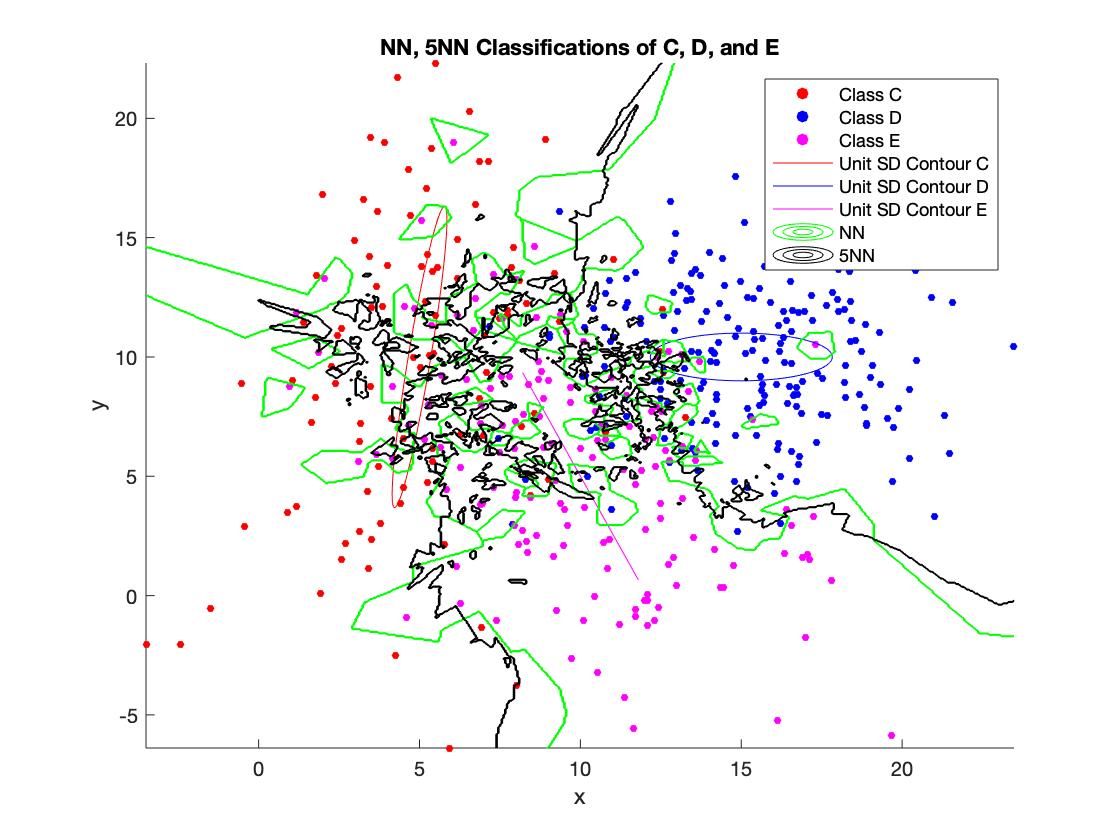 NN, 5NN Classifications of C, D, and E
Class C
Class D
Class E
Unit SD Contour C
Unit SD Contour D
Unit SD Contour E
NN
5NN
20
15
10
5
0
-5
y
0 5 10 15 20
x